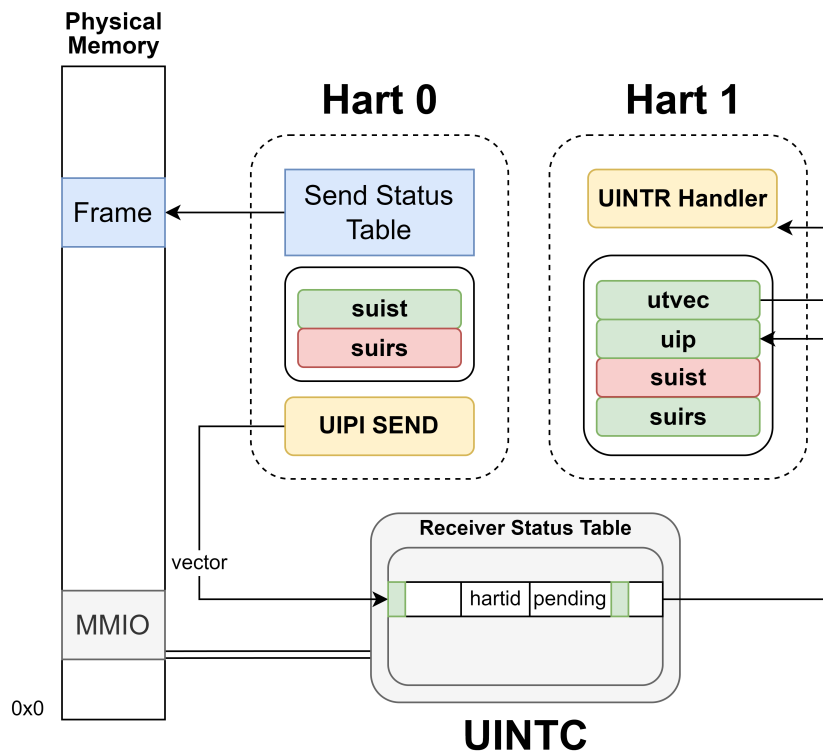 Physical
Memory
Frame
MMIO
0x0
Hart 0
Send Status
Table
suist
suirs
UIPI SEND
vector
Hart 1
UINTR Handler
utvec
uip
suist
suirs
Receiver Status Table
hartid
pending
UINTC